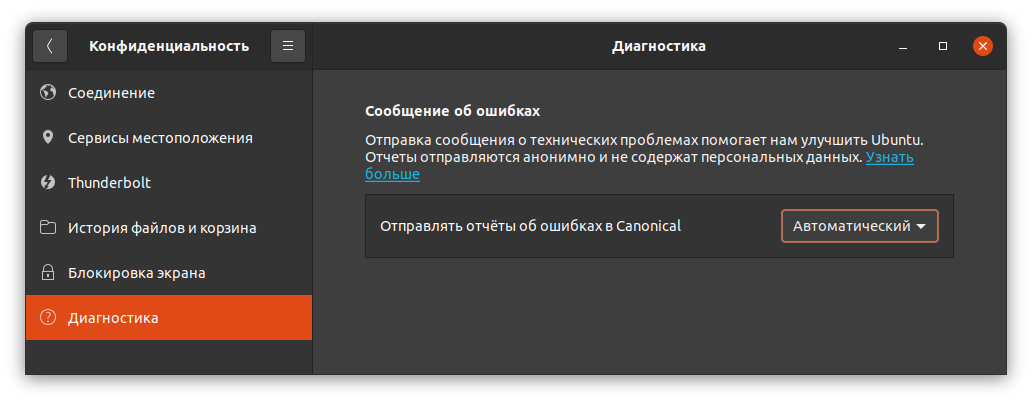 Конфиденциальность
Диагностика
Соединение
Сервисы местоположения
Thunderbolt
История файлов и корзина
Блокировка экрана
Диагностика
Сообщение об ошибках
Отправка сообщения о технических проблемах помогает нам улучшить Ubuntu.
Отчеты отправляются анонимно и не содержат персональных данных. Узнать
больше
Отправлять отчёты об ошибках в Canonical
Автоматический